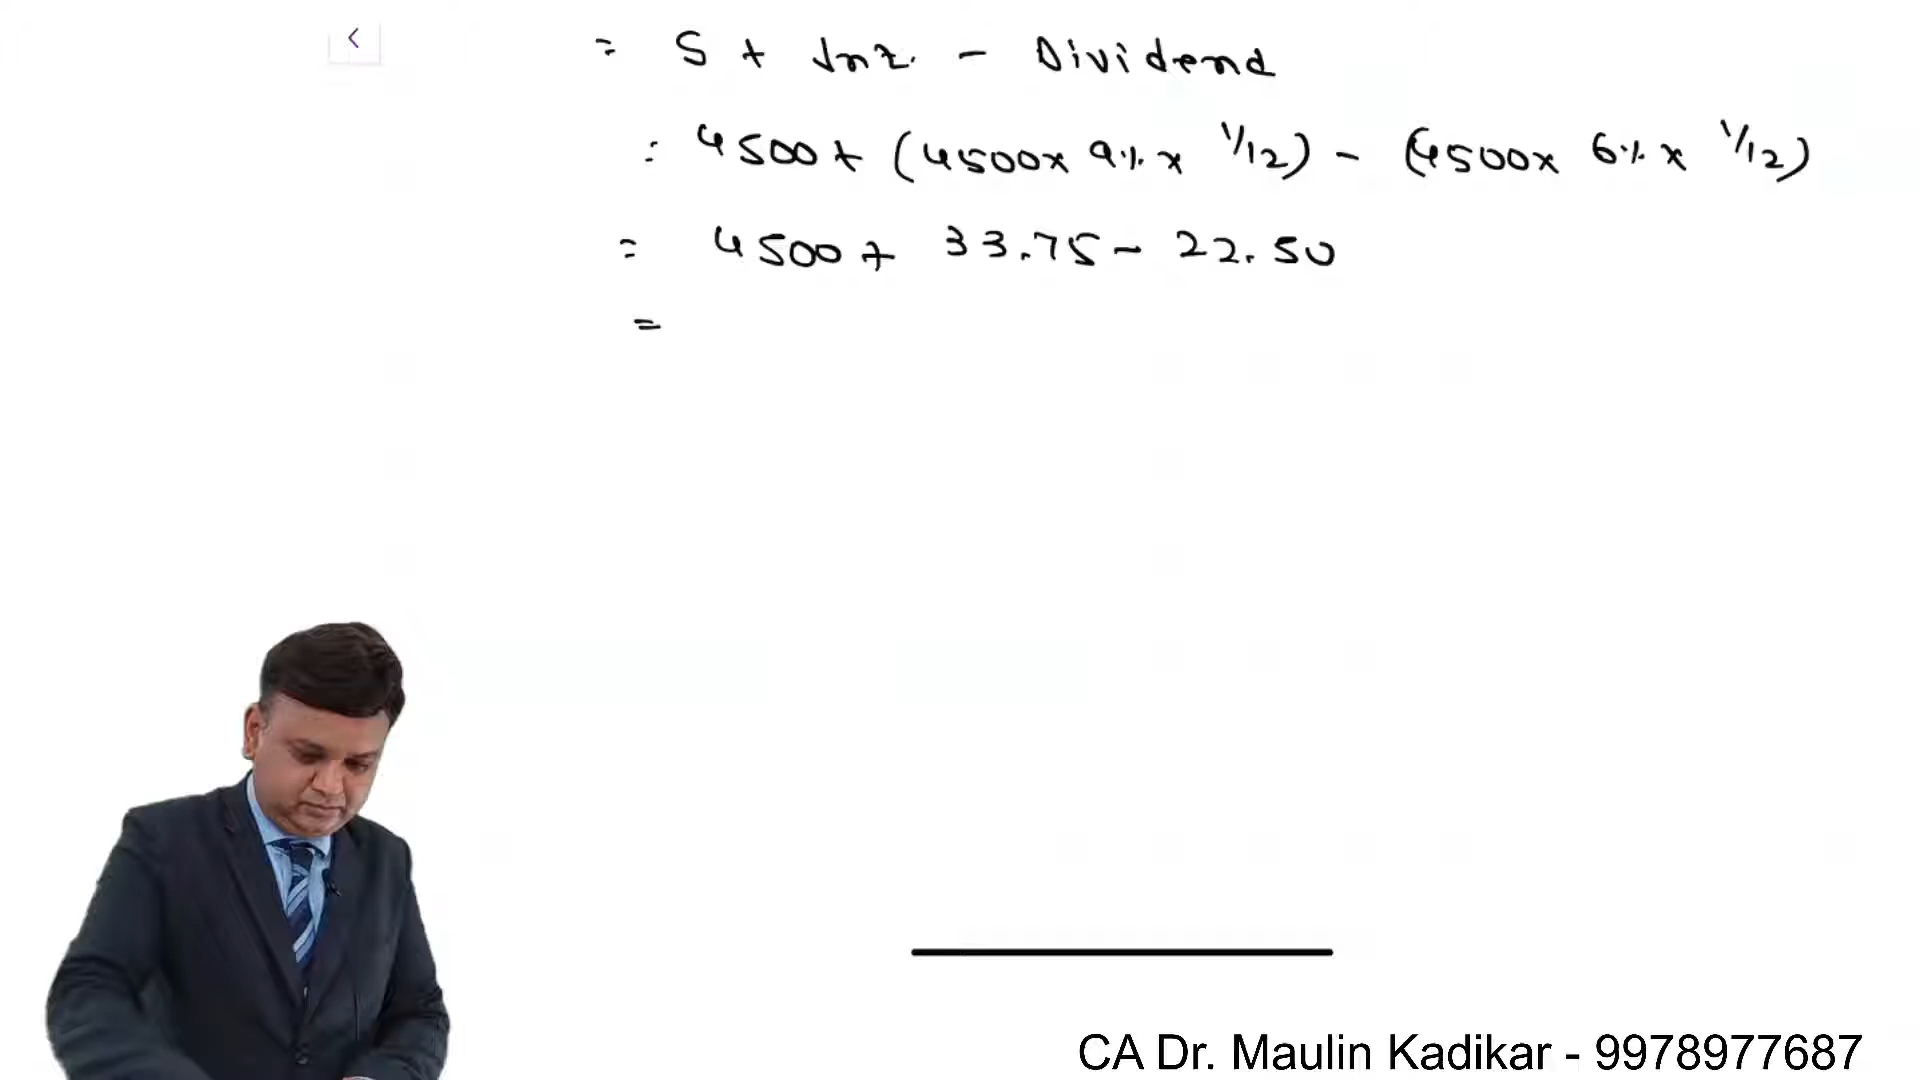 = S + Int. - Dividend
= 4500 + (4500 x 9% x 1/12) - (4500 x 6% x 1/12)
= 4500 + 33.75 - 22.50
=
CA Dr. Maulin Kadikar - 9978977687